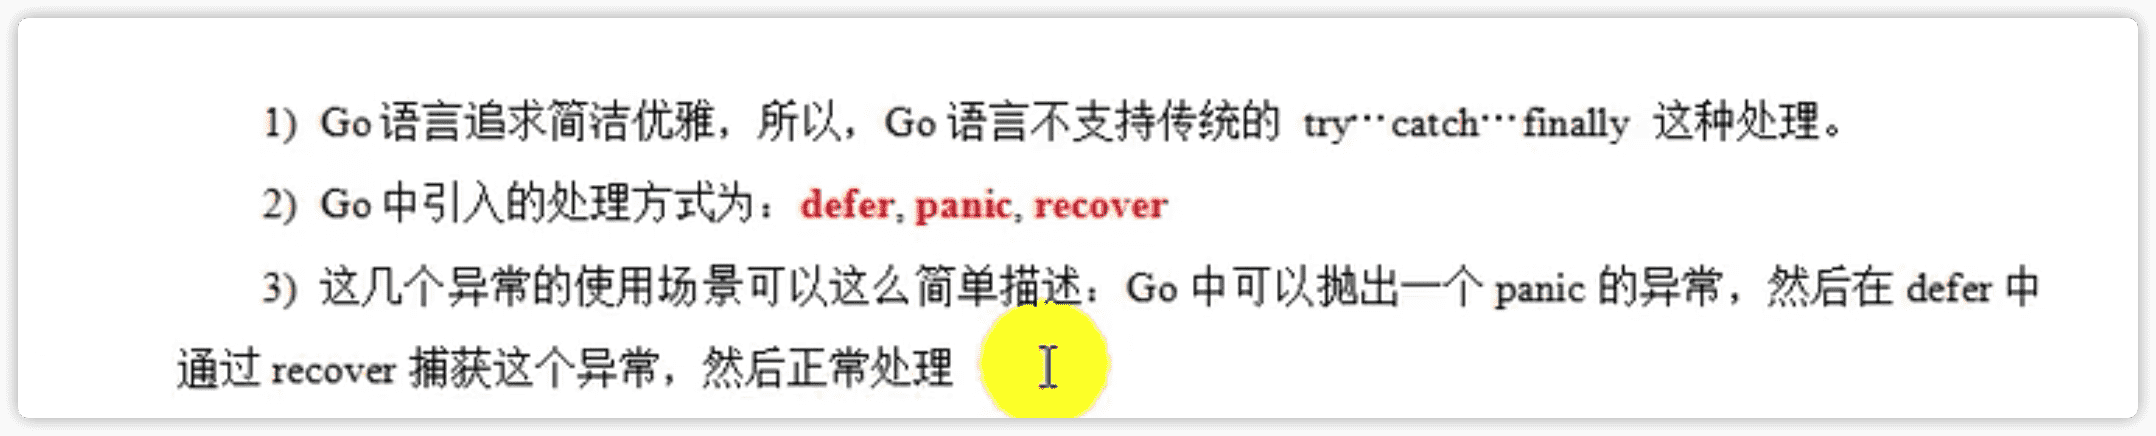 1) Go 语言追求简洁优雅，所以，Go 语言不支持传统的 try…catch…finally 这种处理。
2) Go 中引入的处理方式为：defer, panic, recover
3) 这几个异常的使用场景可以这么简单描述：Go 中可以抛出一个 panic 的异常，然后在 defer 中
通过 recover 捕获这个异常，然后正常处理